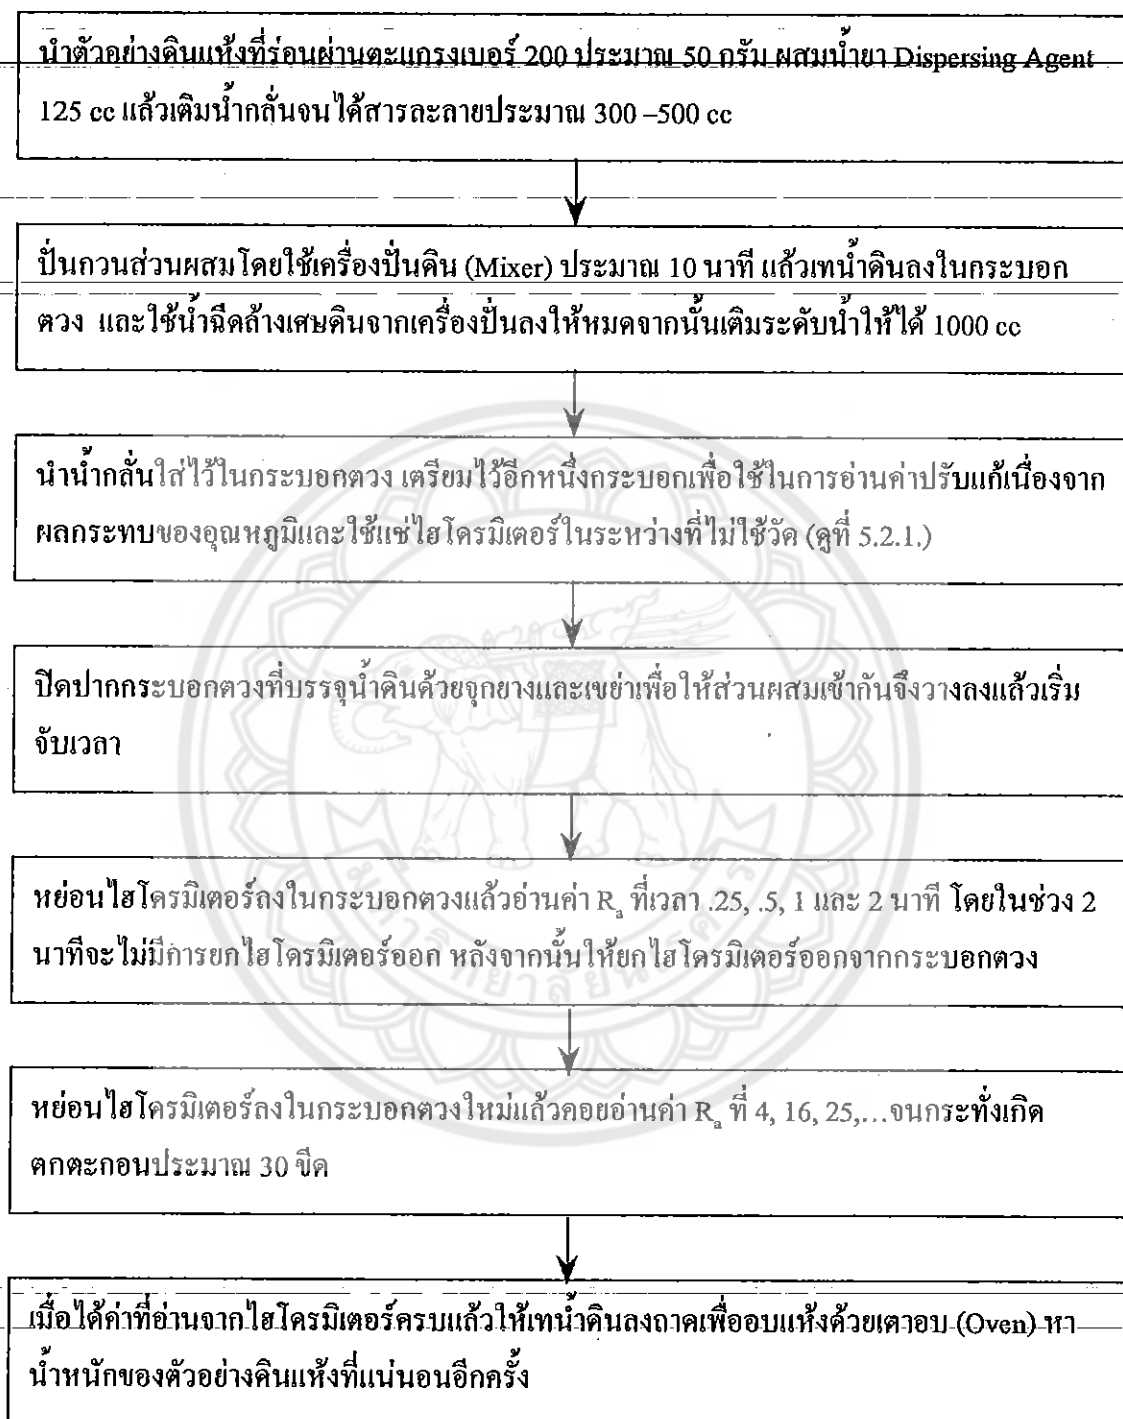 นำตัวอย่างดินแห้งที่ร่อนผ่านตะแกรงเบอร์ 200 ประมาณ 50 กรัม ผสมน้ำยา Dispersing Agent
125 cc แล้วเติมน้ำกลั่นจนได้สารละลายประมาณ 300 –500 cc
ปั่นกวนส่วนผสมโดยใช้เครื่องปั่นดิน (Mixer) ประมาณ 10 นาที แล้วเทน้ำดินลงในกระบอก
ตวง และใช้น้ำฉีดล้างเศษดินจากเครื่องปั่นลงให้หมดจากนั้นเติมระดับน้ำให้ได้ 1000 cc
นำน้ำกลั่นใส่ไว้ในกระบอกตวง เตรียมไว้อีกหนึ่งกระบอกเพื่อใช้ในการอ่านค่าปรับแก้เนื่องจาก
ผลกระทบของอุณหภูมิและใช้แช่ไฮโดรมิเตอร์ในระหว่างที่ไม่ใช้วัด (ดูที่ 5.2.1.)
ปิดปากกระบอกตวงที่บรรจุน้ำดินด้วยจุกยางและเขย่าเพื่อให้ส่วนผสมเข้ากันจึงวางลงแล้วเริ่ม
จับเวลา
หย่อนไฮโดรมิเตอร์ลงในกระบอกตวงแล้วอ่านค่า Rₐ ที่เวลา .25, .5, 1 และ 2 นาที โดยในช่วง 2
นาทีจะไม่มีการยกไฮโดรมิเตอร์ออก หลังจากนั้นให้ยกไฮโดรมิเตอร์ออกจากกระบอกตวง
หย่อนไฮโดรมิเตอร์ลงในกระบอกตวงใหม่แล้วคอยอ่านค่า Rₐ ที่ 4, 16, 25,…จนกระทั่งเกิด
ตกตะกอนประมาณ 30 ขีด
เมื่อได้ค่าที่อ่านจากไฮโดรมิเตอร์ครบแล้วให้เทน้ำดินลงถาดเพื่ออบแห้งด้วยเตาอบ (Oven) หา
น้ำหนักของตัวอย่างดินแห้งที่แน่นอนอีกครั้ง